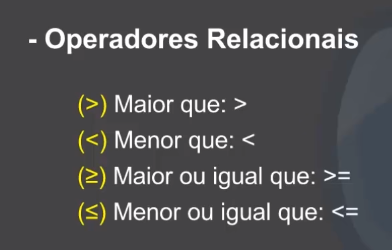 - Operadores Relacionais
(>) Maior que: >
(<) Menor que: <
(≥) Maior ou igual que: >=
(≤) Menor ou igual que: <=